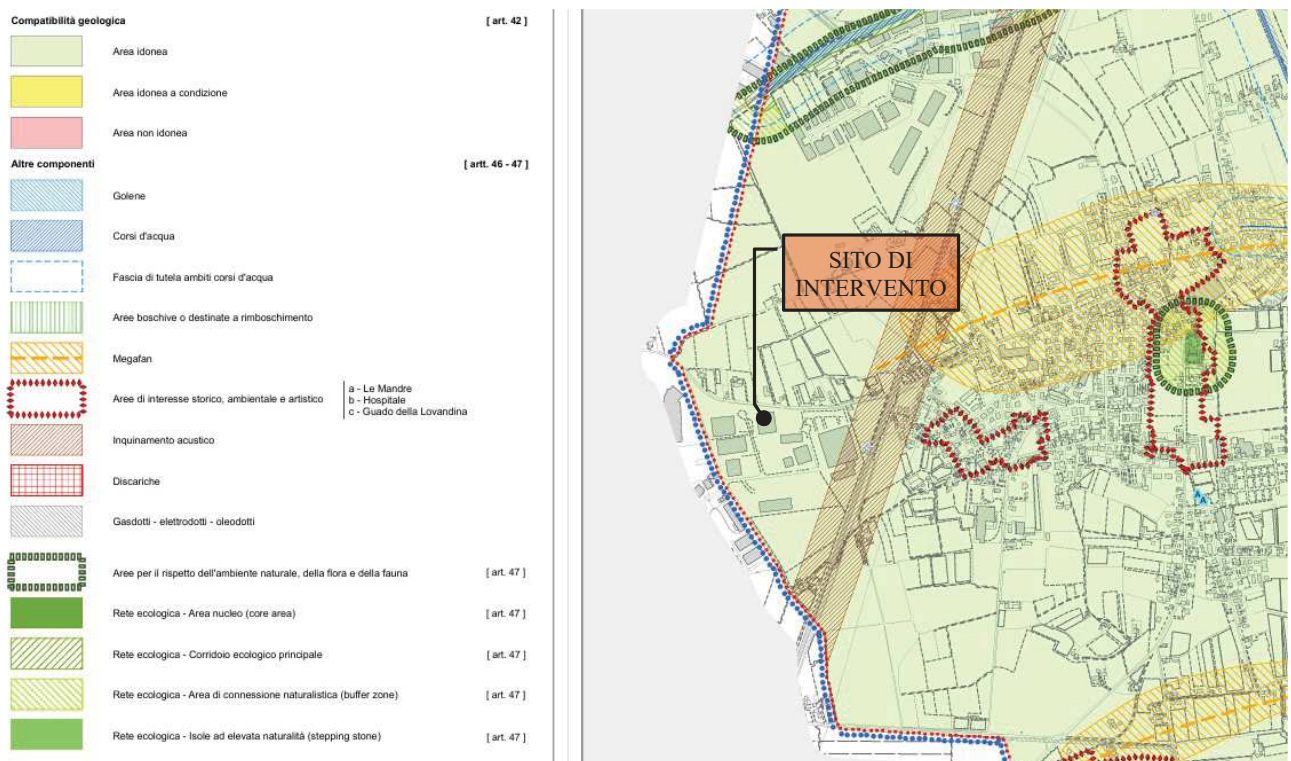 Compatibilità geologica [ art. 42 ]
Area idonea
Area idonea a condizione
Area non idonea
Altre componenti [ artt. 46 - 47 ]
Golene
Corsi d'acqua
Fascia di tutela ambiti corsi d'acqua
Aree boschive o destinate a rimboschimento
Megafan
Aree di interesse storico, ambientale e artistico
a - Le Mandre
b - Hospitale
c - Guado della Lovandina
Inquinamento acustico
Discariche
Gasdotti - elettrodotti - oleodotti
Aree per il rispetto dell'ambiente naturale, della flora e della fauna [ art. 47 ]
Rete ecologica - Area nucleo (core area) [ art. 47 ]
Rete ecologica - Corridoio ecologico principale [ art. 47 ]
Rete ecologica - Area di connessione naturalistica (buffer zone) [ art. 47 ]
Rete ecologica - Isole ad elevata naturalità (stepping stone) [ art. 47 ]
SITO DI
INTERVENTO
A
A